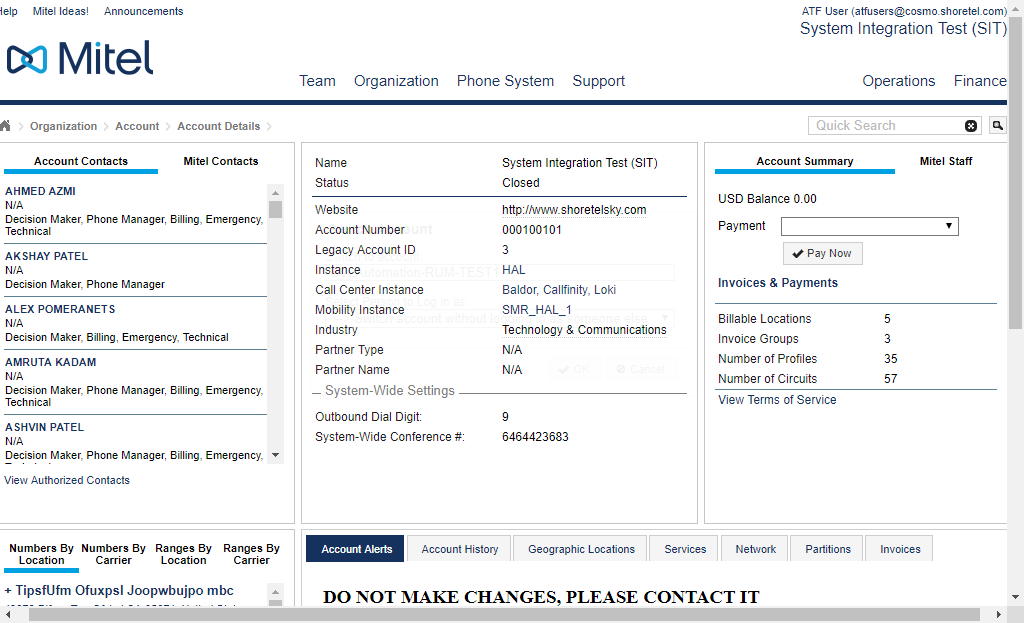 Help Mitel Ideas! Announcements
ATF User (atfusers@cosmo.shoretel.com)
System Integration Test (SIT)
Mitel
Team Organization Phone System Support Operations Finance
Organization Account Account Details
Quick Search
Account Contacts Mitel Contacts
AHMED AZMI
N/A
Decision Maker, Phone Manager, Billing, Emergency,
Technical
AKSHAY PATEL
N/A
Decision Maker, Phone Manager
ALEX POMERANETS
N/A
Decision Maker, Billing, Emergency, Technical
AMRUTA KADAM
N/A
Decision Maker, Phone Manager, Billing, Emergency,
Technical
ASHVIN PATEL
N/A
Decision Maker, Phone Manager, Billing, Emergency,
View Authorized Contacts
Name System Integration Test (SIT)
Status Closed
Website http://www.shoretelsky.com
Account Number 000100101
Legacy Account ID 3
Instance HAL
Call Center Instance Baldor, Callfinity, Loki
Mobility Instance SMR_HAL_1
Industry Technology & Communications
Partner Type N/A
Partner Name N/A
OK Cancel
System-Wide Settings
Outbound Dial Digit: 9
System-Wide Conference #: 6464423683
Account Summary Mitel Staff
USD Balance 0.00
Payment
Pay Now
Invoices & Payments
Billable Locations 5
Invoice Groups 3
Number of Profiles 35
Number of Circuits 57
View Terms of Service
Numbers By Location Numbers By Carrier Ranges By Location Ranges By Carrier
+ TipsfUfm Ofuxpsl Joopwbujpo mbc
Account Alerts Account History Geographic Locations Services Network Partitions Invoices
DO NOT MAKE CHANGES, PLEASE CONTACT IT